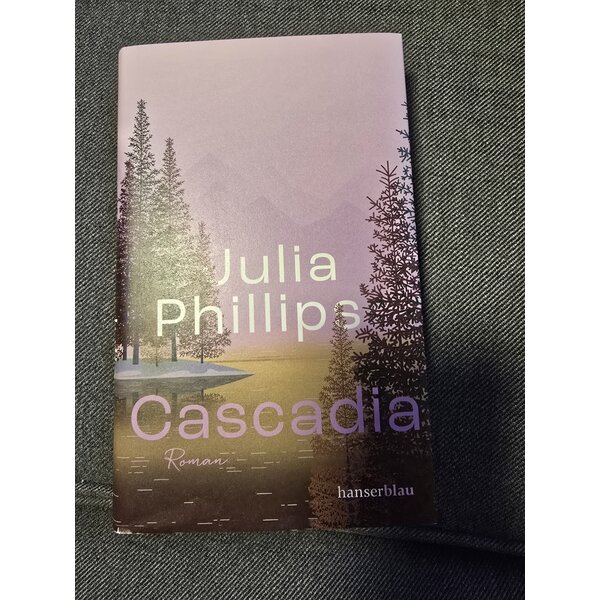 Julia
Phillips
Cascadia
Roman
hanserblau